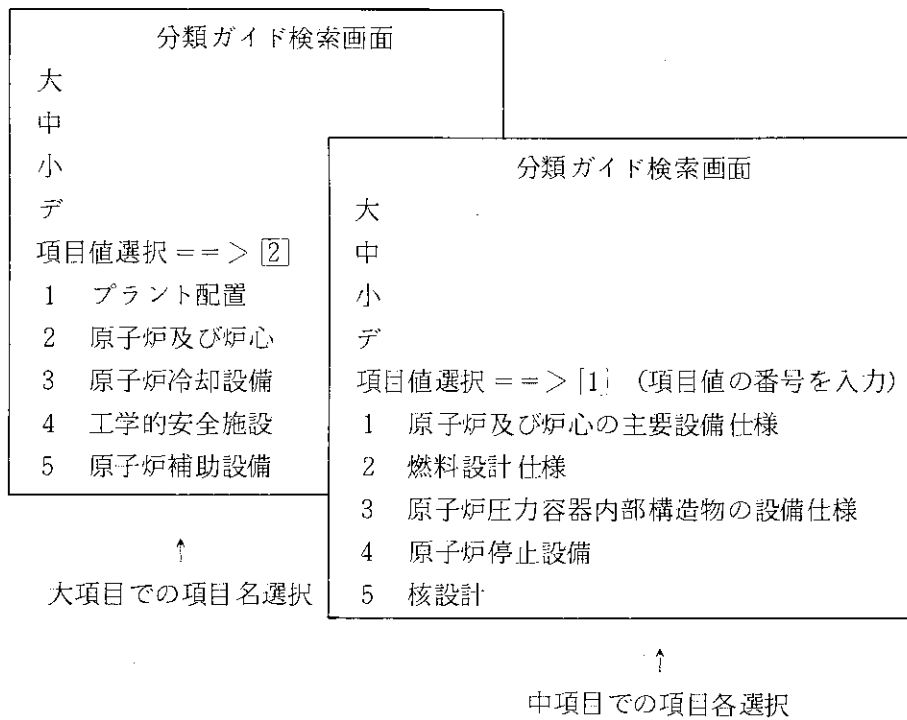 分類ガイド検索画面
大
中
小
デ
項目値選択==> 2
1 プラント配置
2 原子炉及び炉心
3 原子炉冷却設備
4 工学的安全施設
5 原子炉補助設備
↑
大項目での項目名選択
分類ガイド検索画面
大
中
小
デ
項目値選択==> [1] (項目値の番号を入力)
1 原子炉及び炉心の主要設備仕様
2 燃料設計仕様
3 原子炉圧力容器内部構造物の設備仕様
4 原子炉停止設備
5 核設計
↑
中項目での項目各選択